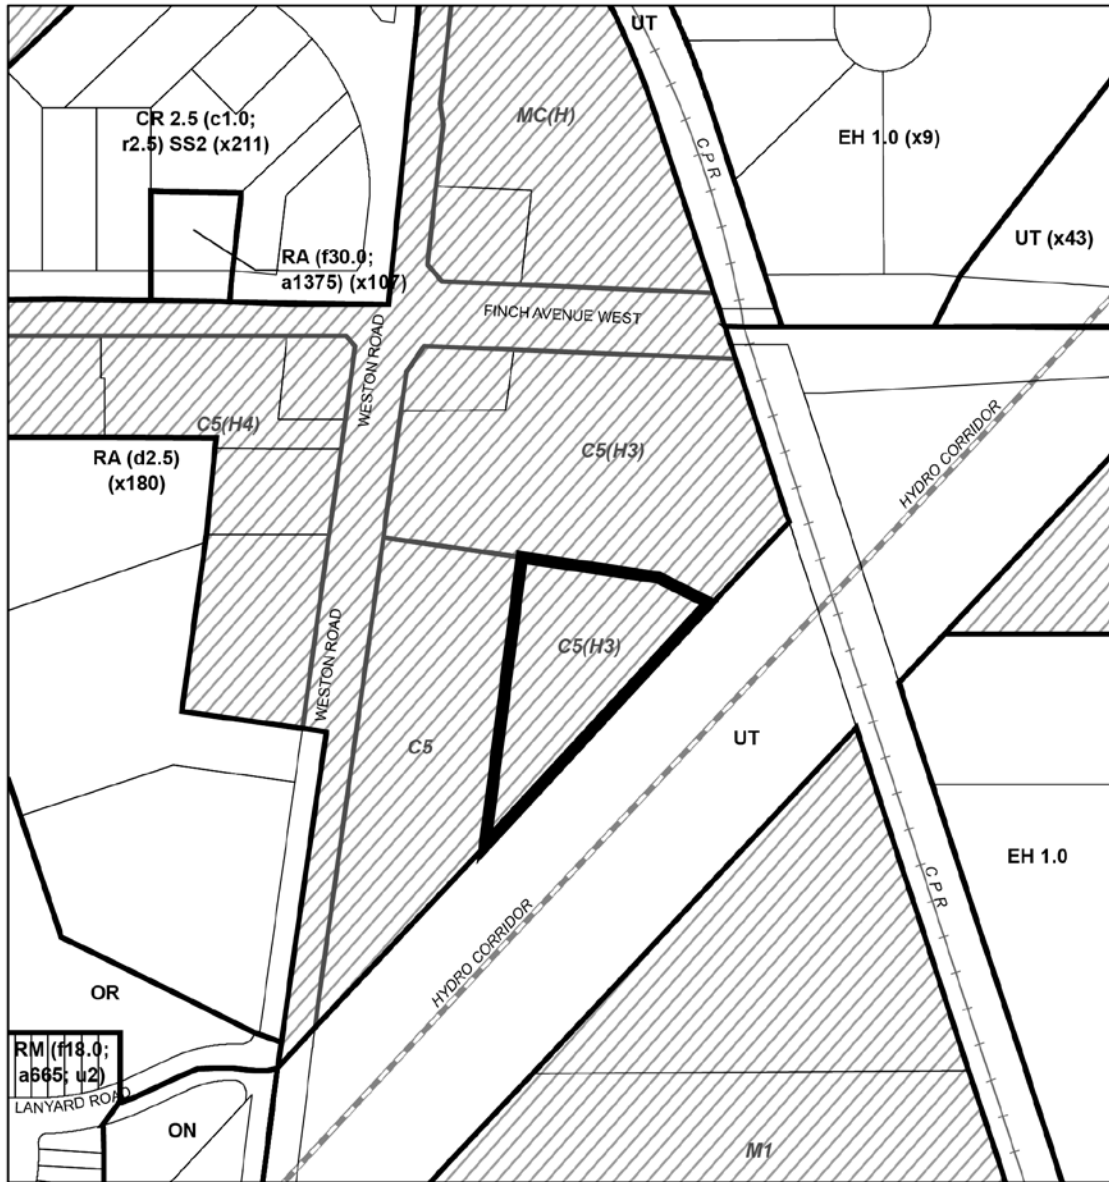 UT
MC(H)
CR 2.5 (c1.0;
r2.5) SS2 (x211)
CPR
EH 1.0 (x9)
UT (x43)
RA (f30.0;
a1375) (x107)
FINCH AVENUE WEST
WESTON ROAD
C5(H4)
C5(H3)
HYDRO CORRIDOR
RA (d2.5)
(x180)
WESTON ROAD
C5(H3)
C5
UT
EH 1.0
CPR
HYDRO CORRIDOR
OR
RM (f18.0;
a665; u2)
LANYARD ROAD
ON
M1